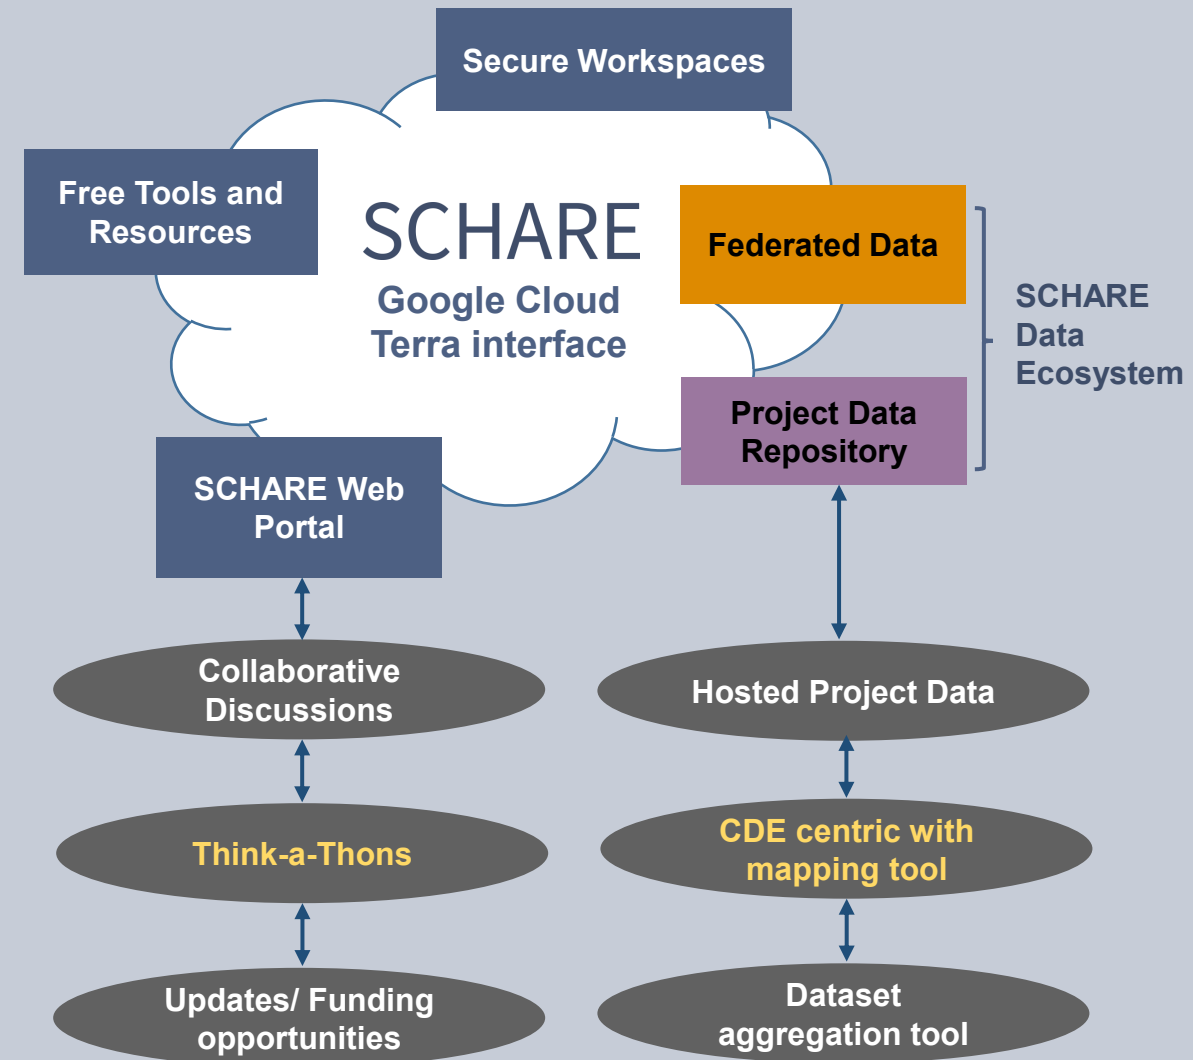 Secure Workspaces
Free Tools and
Resources
SCHARE
Google Cloud
Terra interface
Federated Data
SCHARE
Data
Ecosystem
Project Data
Repository
SCHARE Web
Portal
Collaborative
Discussions
Hosted Project Data
Think-a-Thons
CDE centric with
mapping tool
Updates/ Funding
opportunities
Dataset
aggregation tool